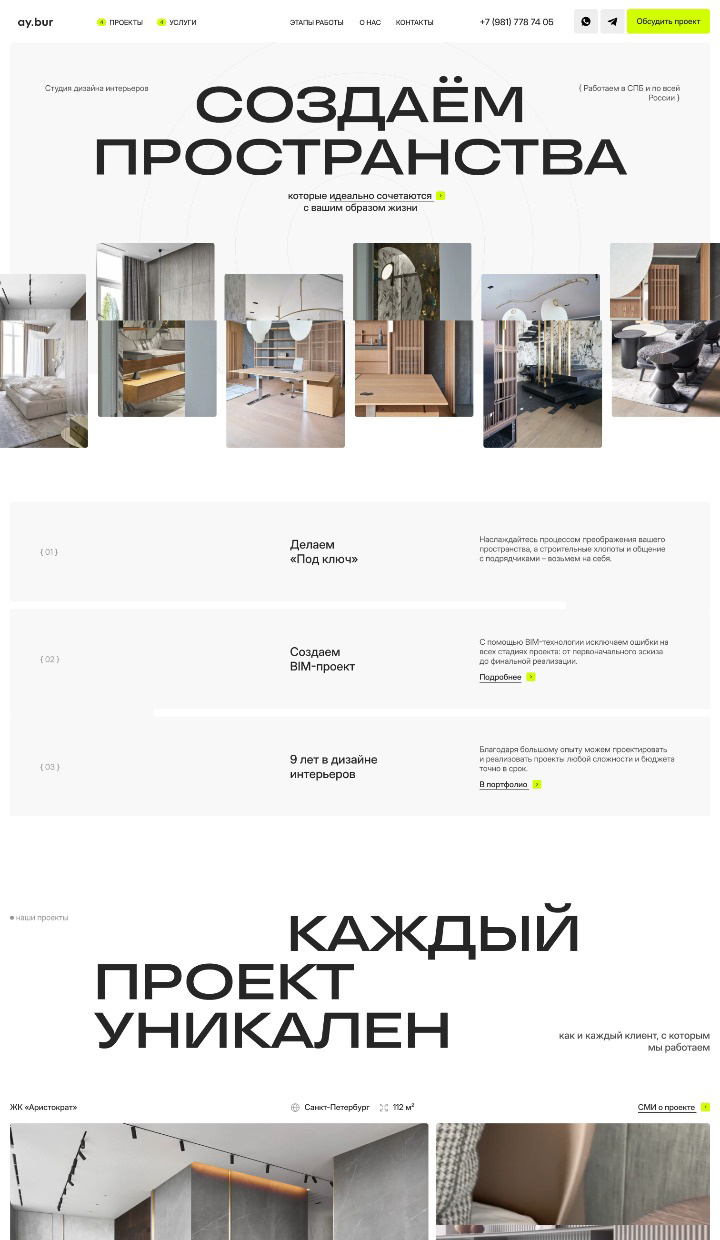 ay.bur
4 ПРОЕКТЫ
4 УСЛУГИ
ЭТАПЫ РАБОТЫ
О НАС
КОНТАКТЫ
+7 (981) 778 74 05
Обсудить проект
Студия дизайна интерьеров
СОЗДАЁМ
{ Работаем в СПБ и по всей
России }
ПРОСТРАНСТВА
которые идеально сочетаются
с вашим образом жизни
{ 01 }
Делаем
«Под ключ»
Наслаждайтесь процессом преображения вашего
пространства, а строительные хлопоты и общение
с подрядчиками – возьмем на себя.
{ 02 }
Создаем
BIM-проект
С помощью BIM-технологии исключаем ошибки на
всех стадиях проекта: от первоначального эскиза
до финальной реализации.
Подробнее
{ 03 }
9 лет в дизайне
интерьеров
Благодаря большому опыту можем проектировать
и реализовать проекты любой сложности и бюджета
точно в срок.
В портфолио
наши проекты
КАЖДЫЙ
ПРОЕКТ
УНИКАЛЕН
как и каждый клиент, с которым
мы работаем
ЖК «Аристократ»
Санкт-Петербург
112 м²
СМИ о проекте